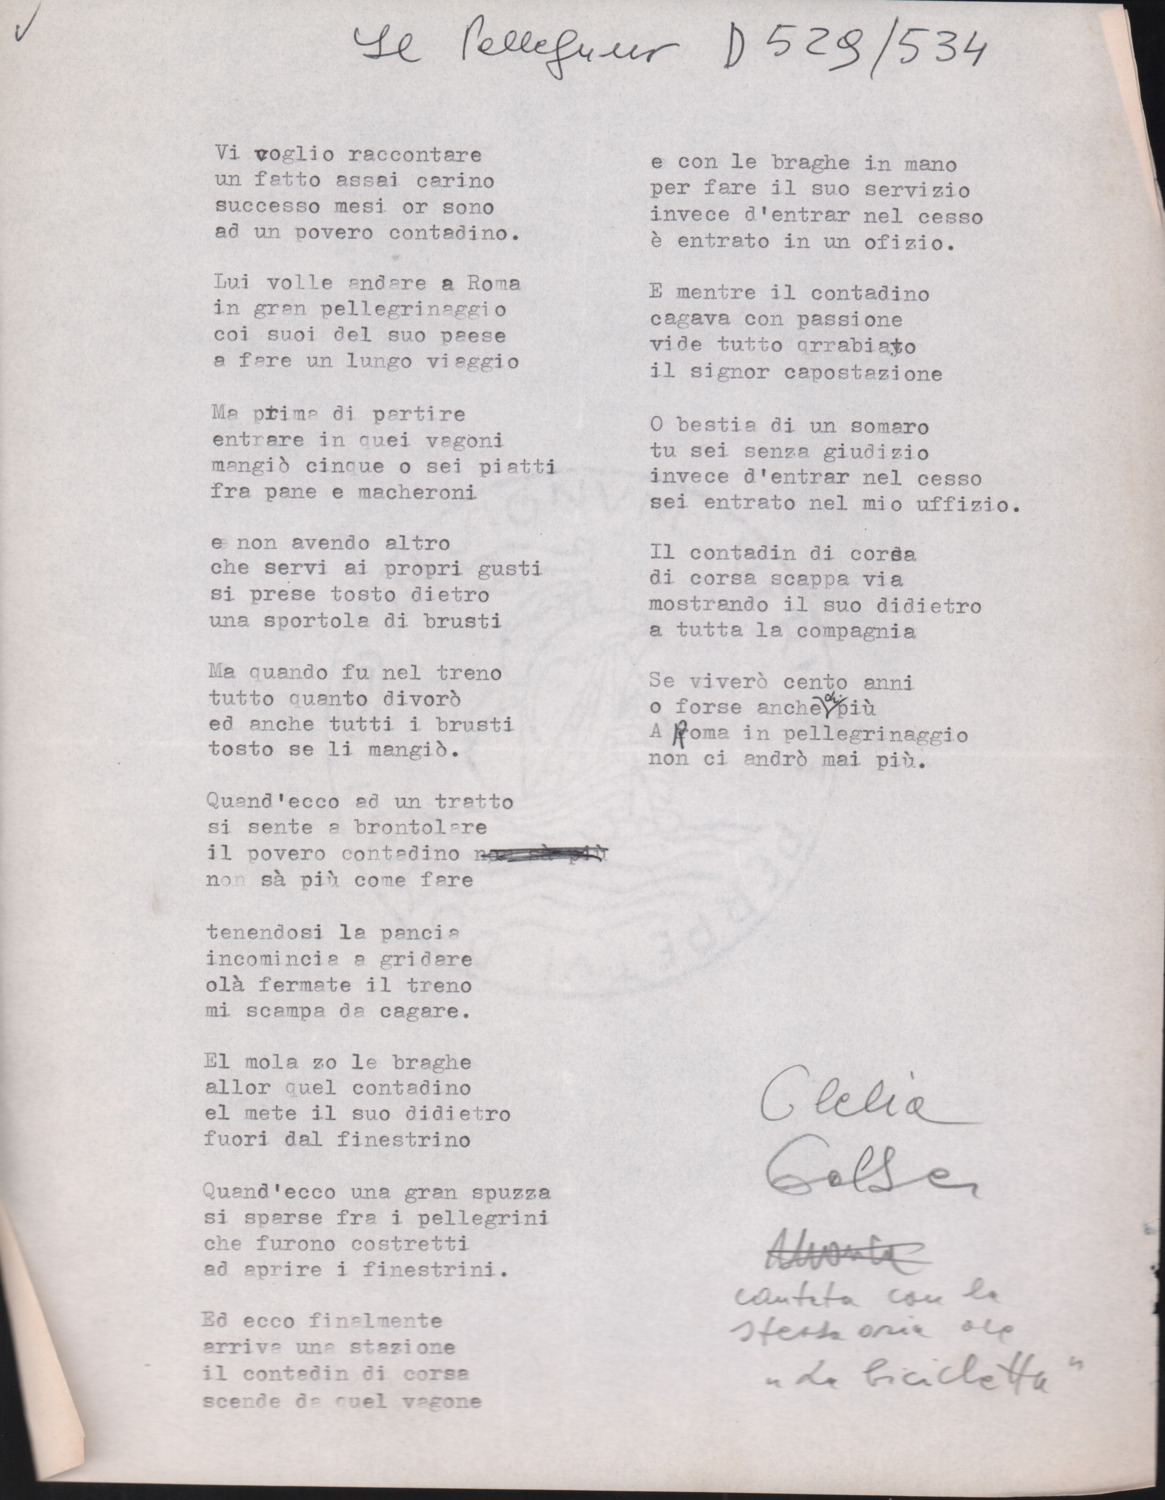 Il Pellegrino D 529/534
Vi voglio raccontare
un fatto assai carino
successo mesi or sono
ad un povero contadino.
Lui volle andare a Roma
in gran pellegrinaggio
coi suoi del suo paese
a fare un lungo viaggio
Ma prima di partire
entrare in quei vagoni
mangiò cinque o sei piatti
fra pane e macheroni
e non avendo altro
che servi ai propri gusti
si prese tosto dietro
una sportola di brusti
Ma quando fu nel treno
tutto quanto divorò
ed anche tutti i brusti
tosto se li mangiò.
Quand'ecco ad un tratto
si sente a brontolare
il povero contadino non sà più
non sà più come fare
tenendosi la pancia
incomincia a gridare
olà fermate il treno
mi scampa da cagare.
El mola zo le braghe
allor quel contadino
el mete il suo didietro
fuori dal finestrino
Quand'ecco una gran spuzza
si sparse fra i pellegrini
che furono costretti
ad aprire i finestrini.
Ed ecco finalmente
arriva una stazione
il contadin di corsa
scende da quel vagone
e con le braghe in mano
per fare il suo servizio
invece d'entrar nel cesso
è entrato in un ofizio.
E mentre il contadino
cagava con passione
vide tutto qrrabiato
il signor capostazione
O bestia di un somaro
tu sei senza giudizio
invece d'entrar nel cesso
sei entrato nel mio uffizio.
Il contadin di corsa
di corsa scappa via
mostrando il suo didietro
a tutta la compagnia
Se viverò cento anni
o forse anche di più
A Roma in pellegrinaggio
non ci andrò mai più.
Clelia
cantata con la
stessa aria
"La bicicletta"